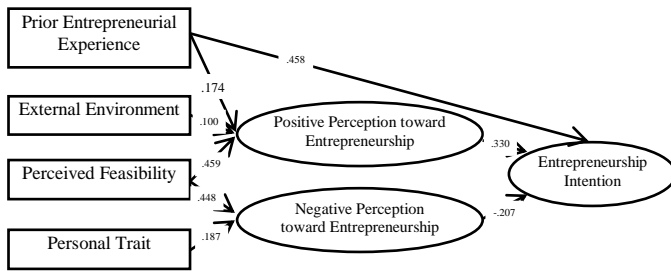 Prior Entrepreneurial
Experience
.458
.174
External Environment
.100
Positive Perception toward
Entrepreneurship
.330
.459
Perceived Feasibility
Entrepreneurship
Intention
.448
Negative Perception
toward Entrepreneurship
-.207
.187
Personal Trait